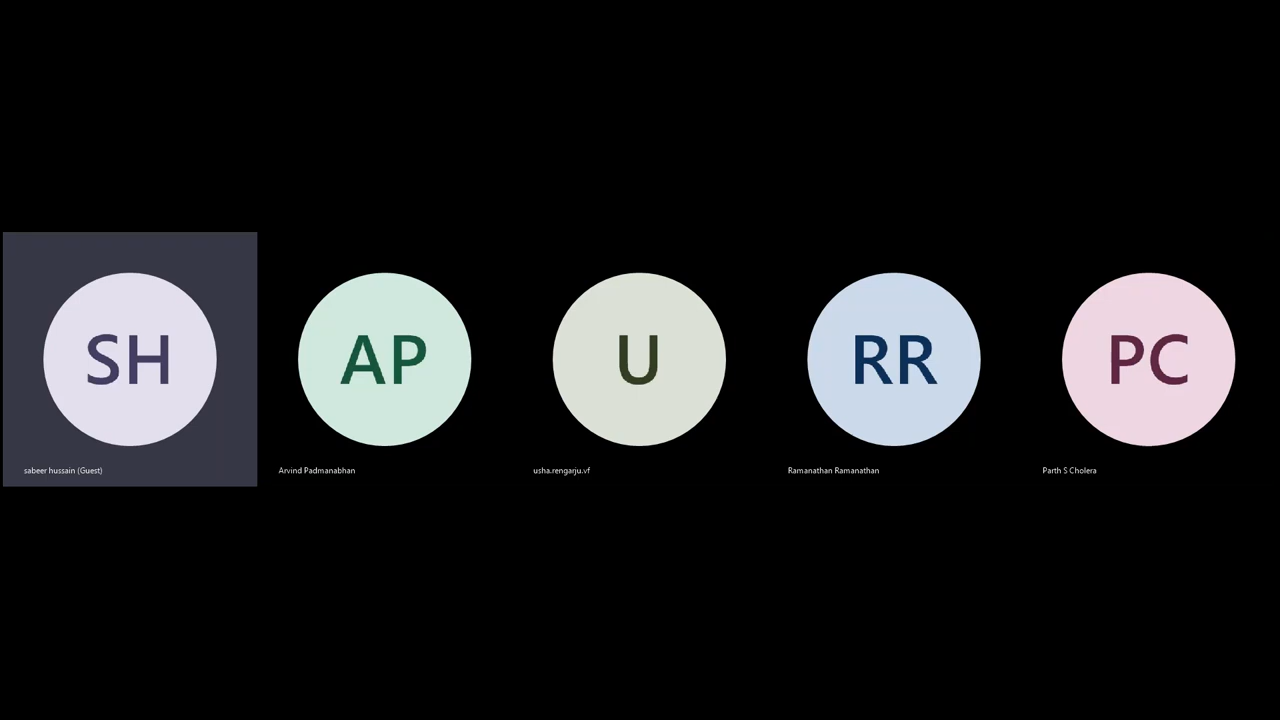 SH
AP
U
RR
PC
sabeer hussain (Guest)
Arvind Padmanabhan
usha.rengarju.vf
Ramanathan Ramanathan
Parth S Cholera